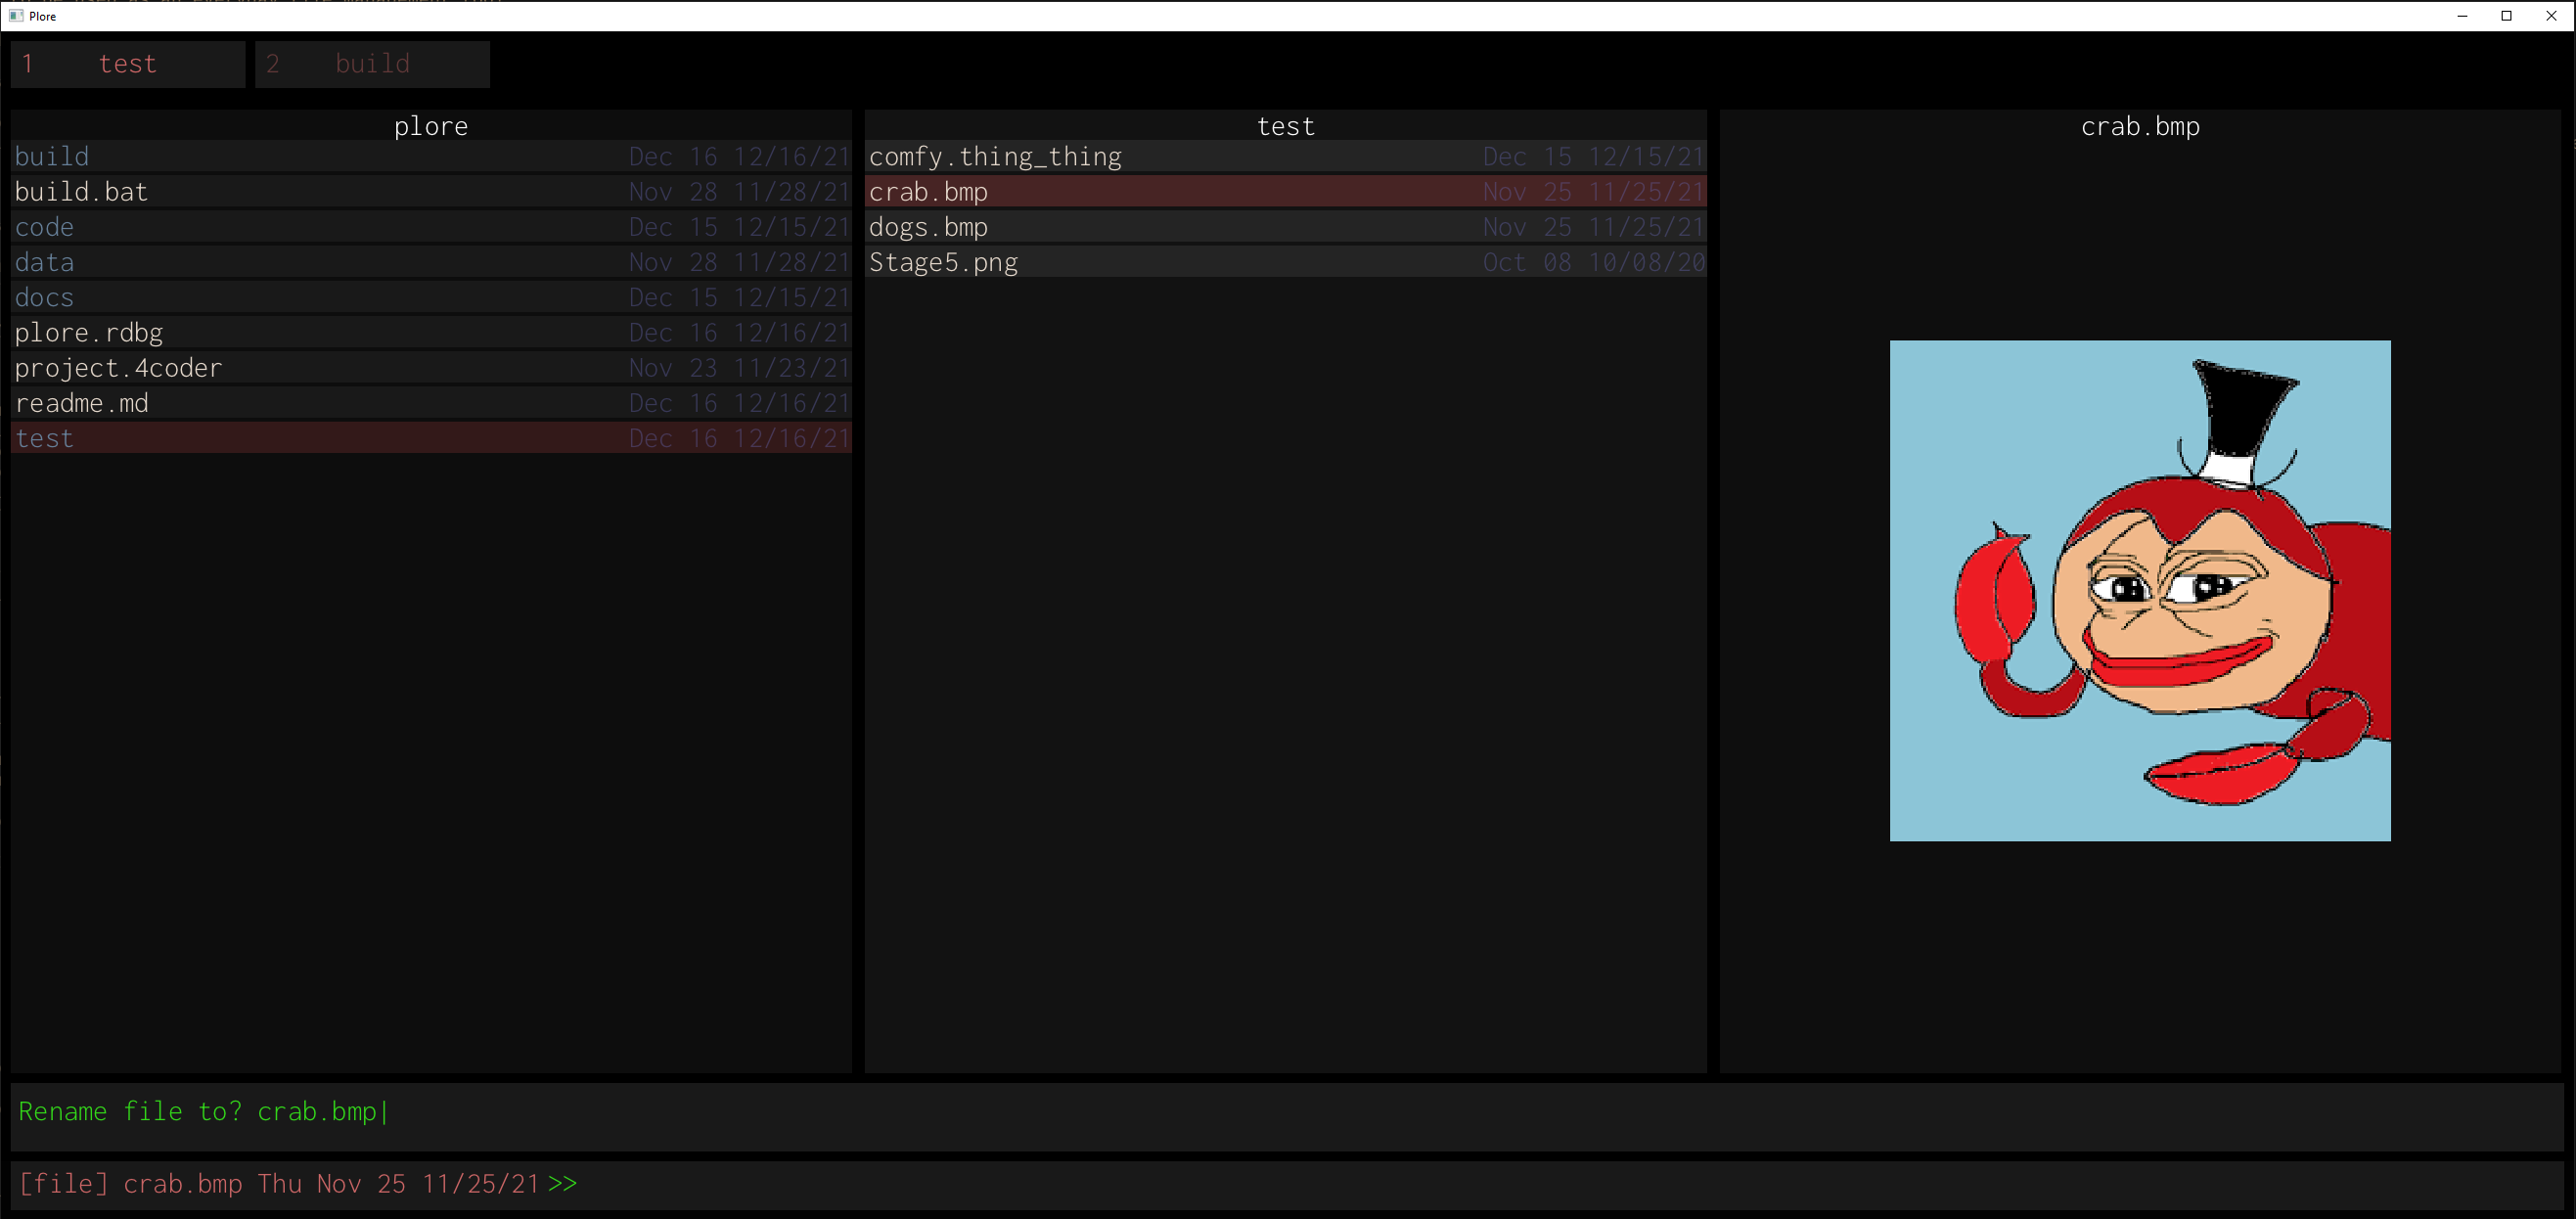 Plore
1 test 2 build
plore
build Dec 16 12/16/21
build.bat Nov 28 11/28/21
code Dec 15 12/15/21
data Nov 28 11/28/21
docs Dec 15 12/15/21
plore.rdbg Dec 16 12/16/21
project.4coder Nov 23 11/23/21
readme.md Dec 16 12/16/21
test Dec 16 12/16/21
test
comfy.thing_thing Dec 15 12/15/21
crab.bmp Nov 25 11/25/21
dogs.bmp Nov 25 11/25/21
Stage5.png Oct 08 10/08/20
crab.bmp
Rename file to? crab.bmp|
[file] crab.bmp Thu Nov 25 11/25/21 >>